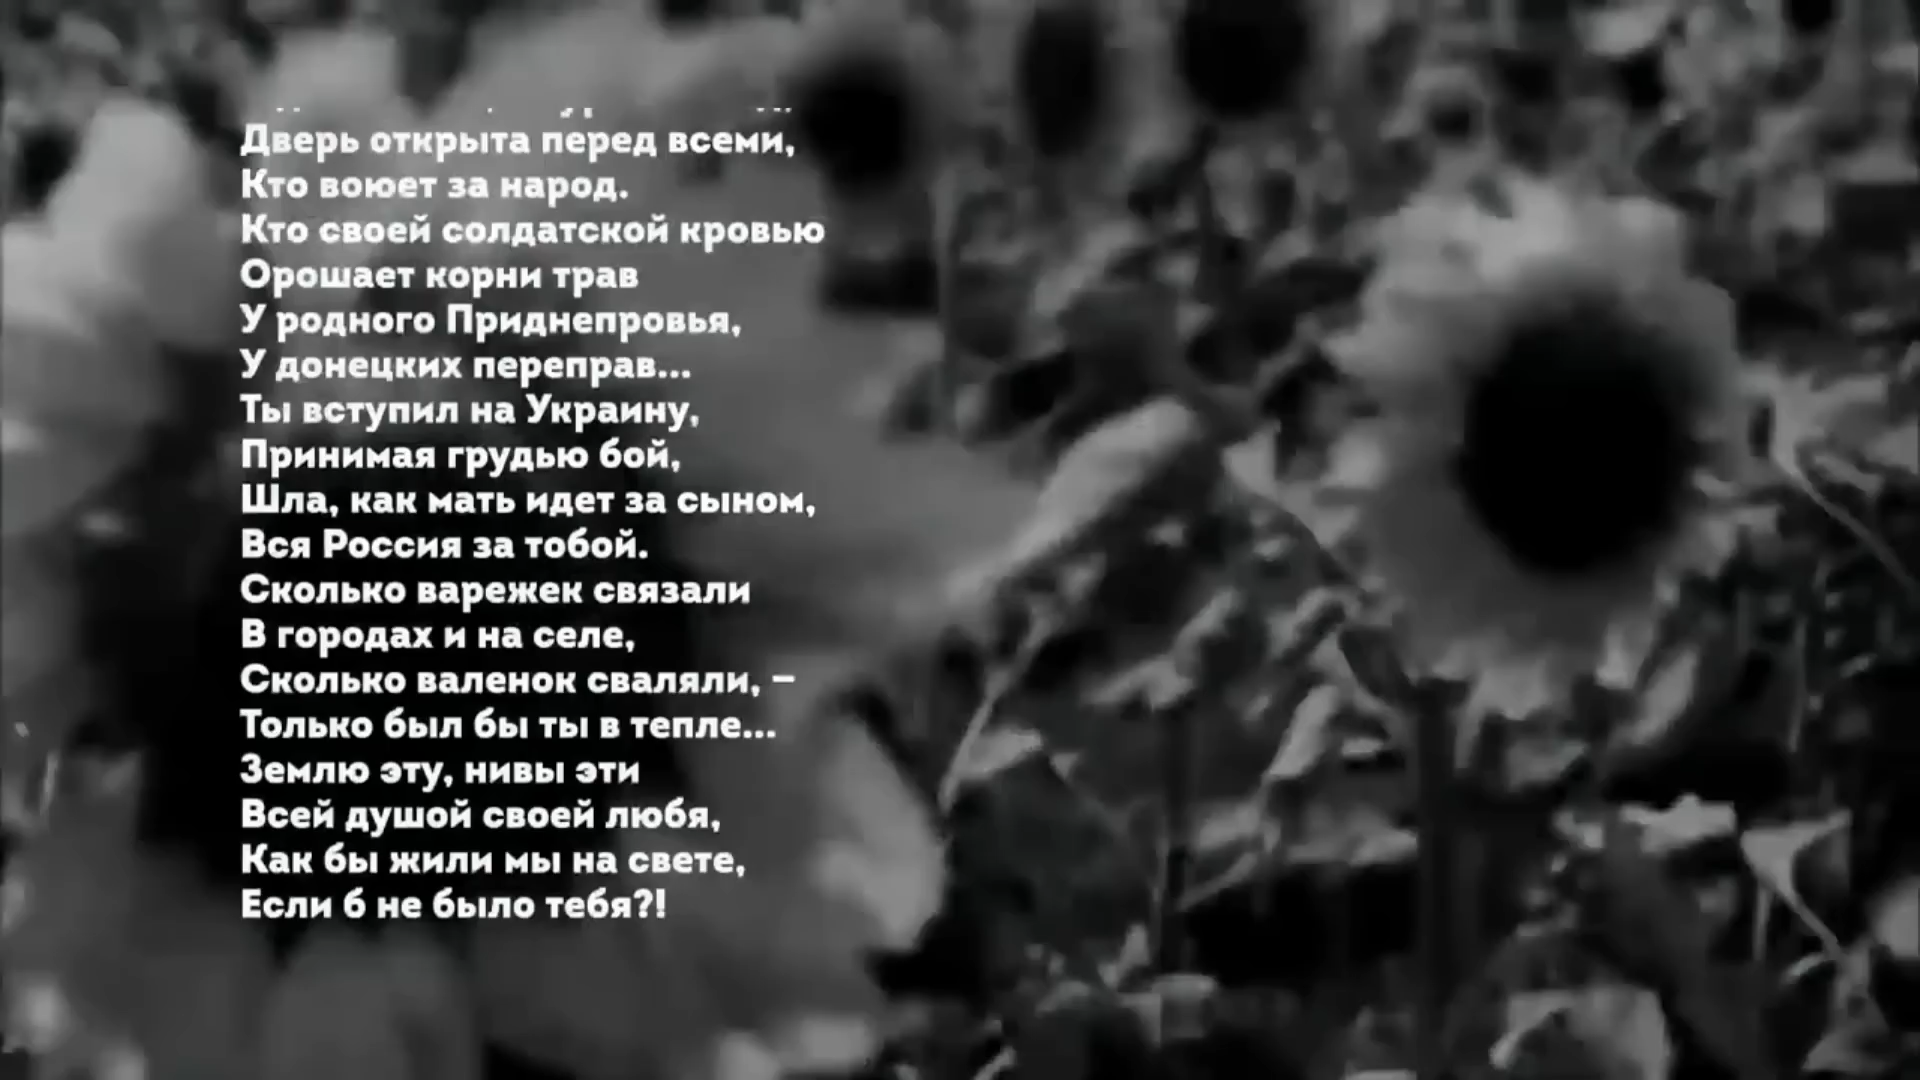 Дверь открыта перед всеми,
Кто воюет за народ.
Кто своей солдатской кровью
Орошает корни трав
У родного Приднепровья,
У донецких переправ...
Ты вступил на Украину,
Принимая грудью бой,
Шла, как мать идет за сыном,
Вся Россия за тобой.
Сколько варежек связали
В городах и на селе,
Сколько валенок сваляли, –
Только был бы ты в тепле...
Землю эту, нивы эти
Всей душой своей любя,
Как бы жили мы на свете,
Если б не было тебя?!